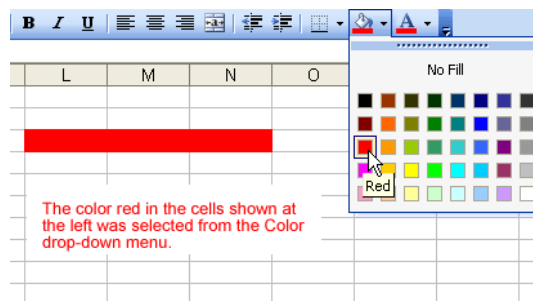 B I U A
No Fill
L M N O
Red
The color red in the cells shown at
the left was selected from the Color
drop-down menu.